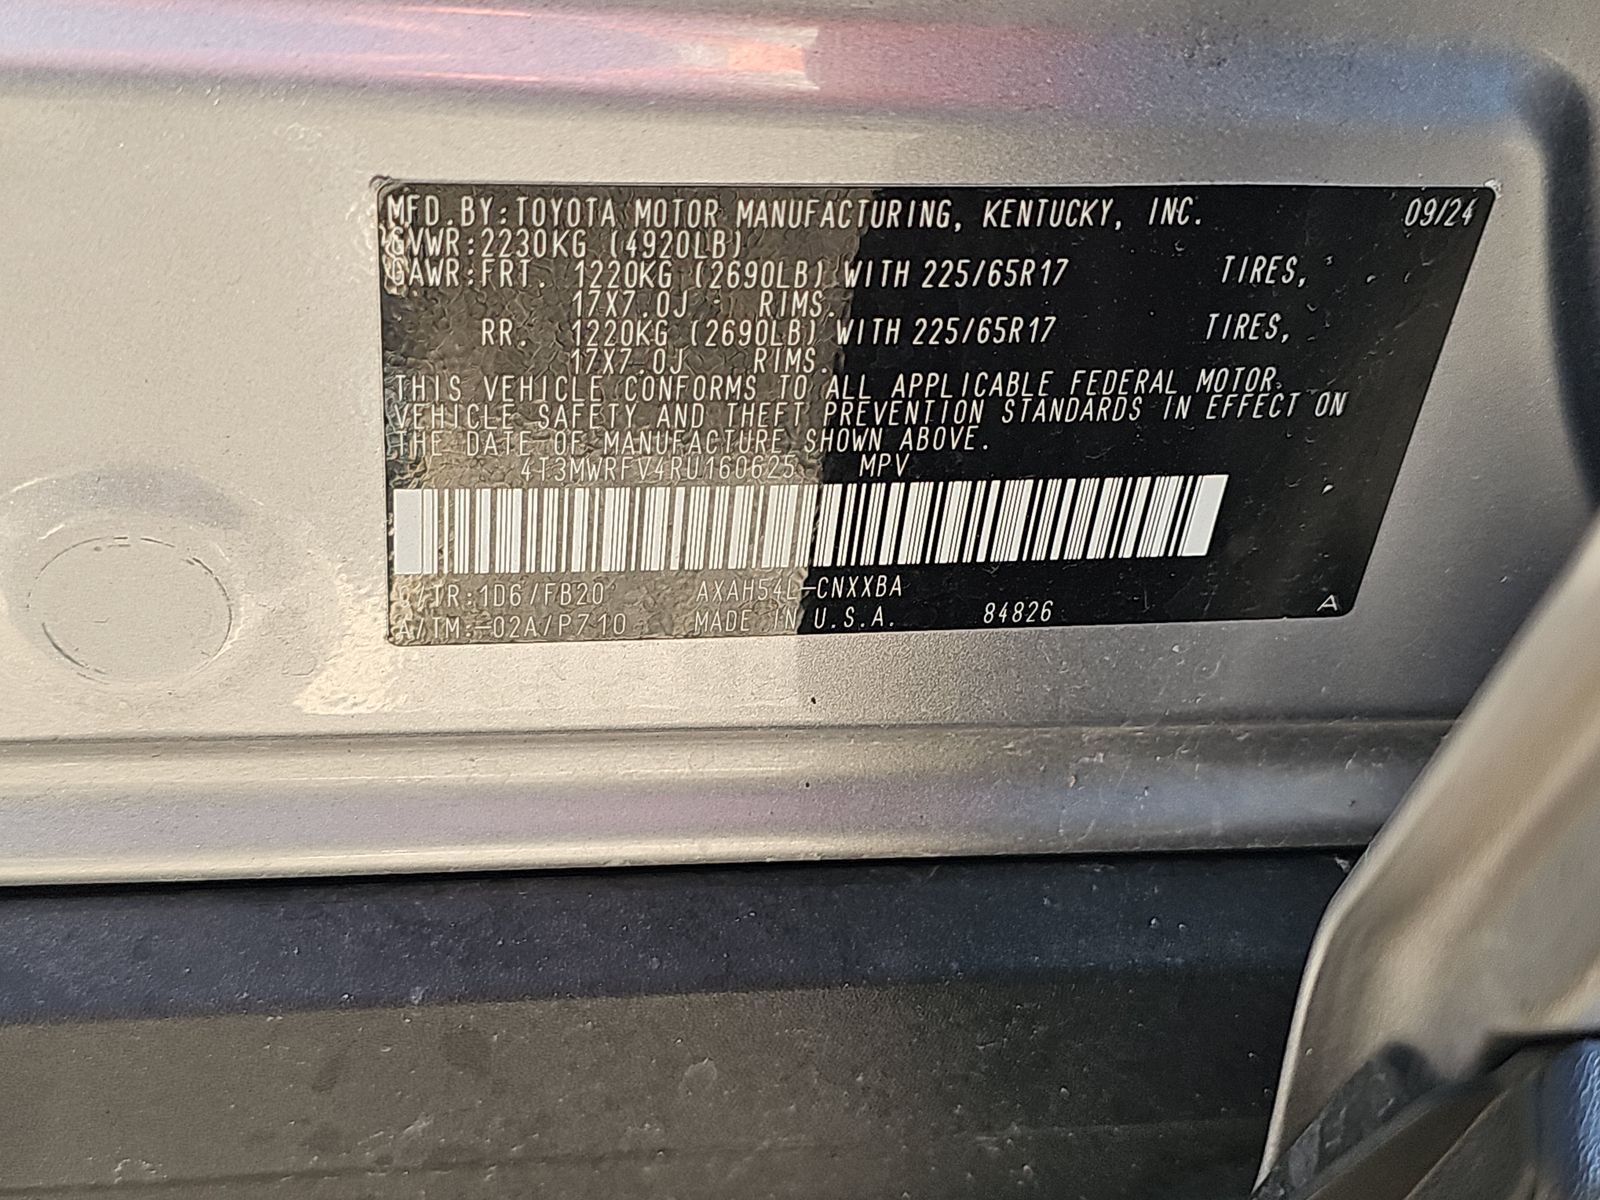 MFD.BY:TOYOTA MOTOR MANUFACTURING, KENTUCKY, INC. 09/24
GVWR:2230KG (4920LB)
GAWR:FRT. 1220KG (2690LB) WITH 225/65R17 TIRES,
17X7.0J RIMS.
RR. 1220KG (2690LB) WITH 225/65R17 TIRES,
17X7.0J RIMS.
THIS VEHICLE CONFORMS TO ALL APPLICABLE FEDERAL MOTOR
VEHICLE SAFETY AND THEFT PREVENTION STANDARDS IN EFFECT ON
THE DATE OF MANUFACTURE SHOWN ABOVE.
4T3MWRFV4RU160625 MPV
C/TR:1D6/FB20 AXAH54L-CNXXBA
A/TM:-02A/P710 MADE IN U.S.A. 84826 A